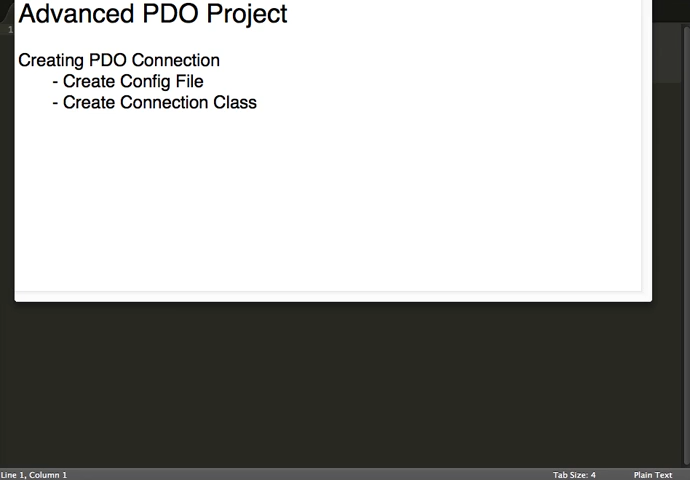 Advanced PDO Project
Creating PDO Connection
- Create Config File
- Create Connection Class
1
Line 1, Column 1
Tab Size: 4
Plain Text